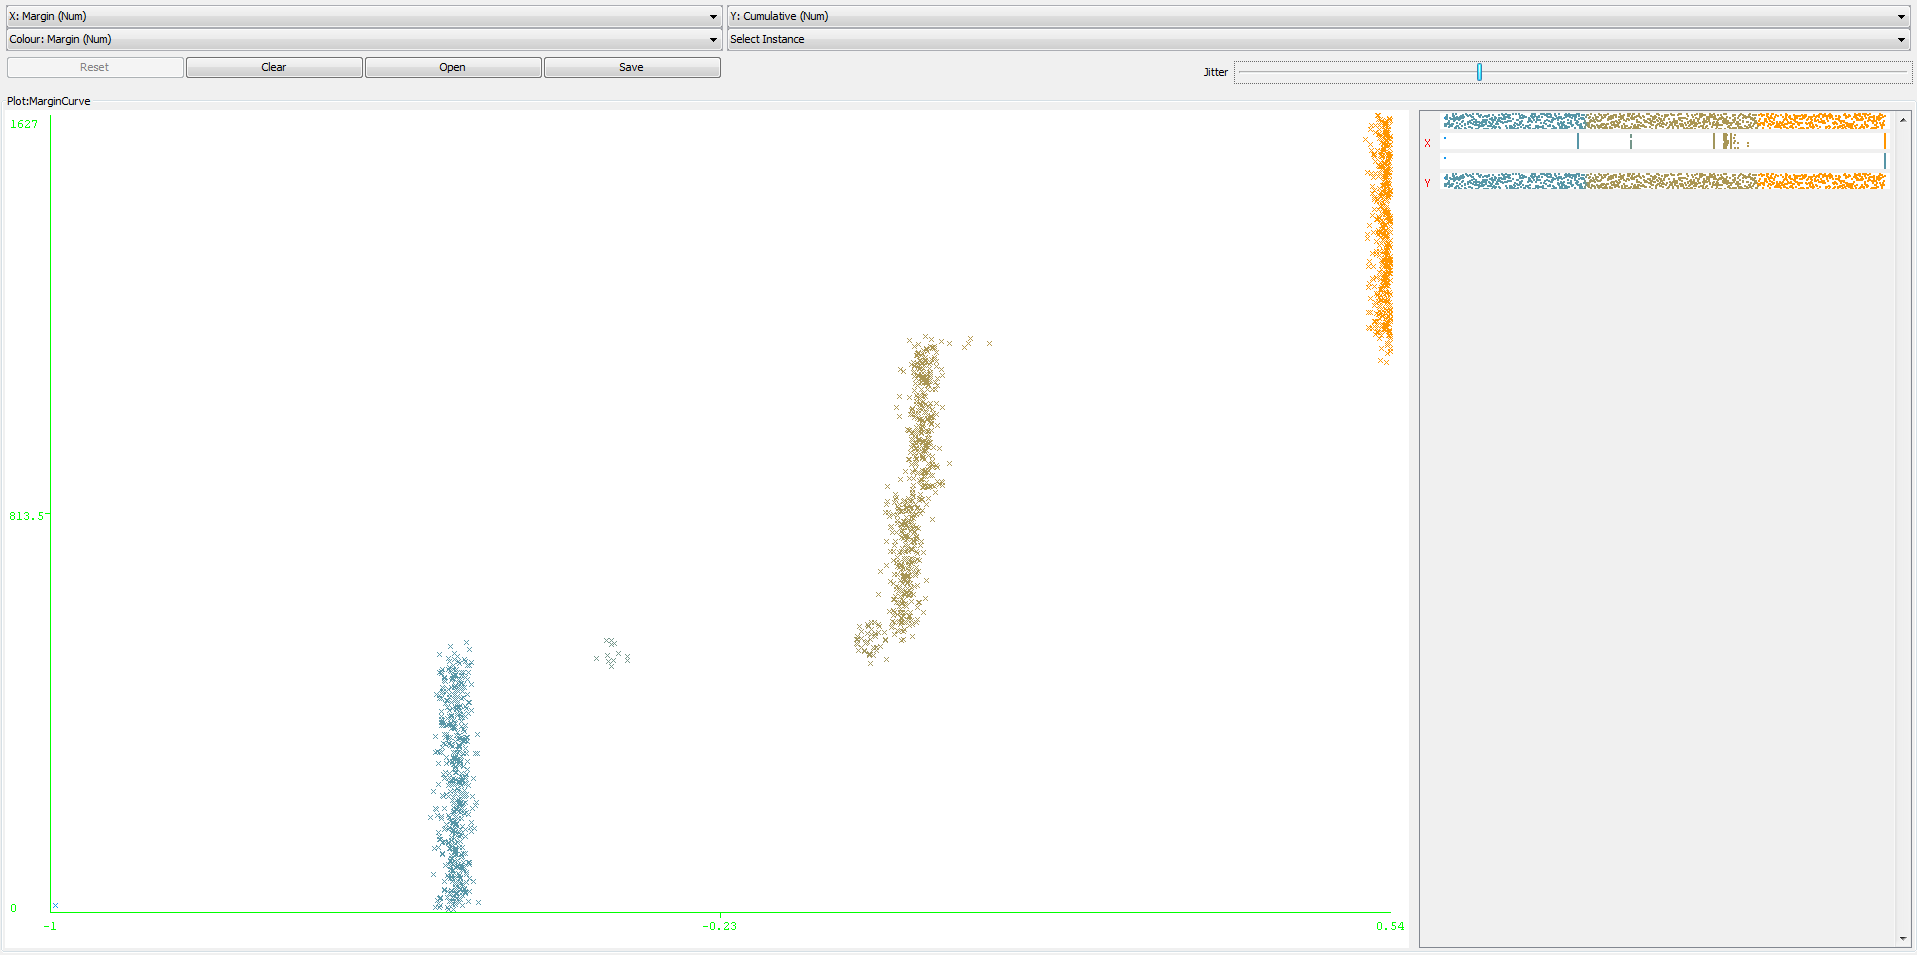 X: Margin (Num) Y: Cumulative (Num)
Colour: Margin (Num) Select Instance
Reset Clear Open Save Jitter
Plot:MarginCurve
1627
813.5
0
-1 -0.23 0.54
X
Y